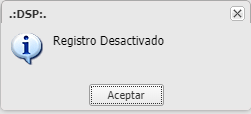 .:DSP:.
Registro Desactivado
Aceptar